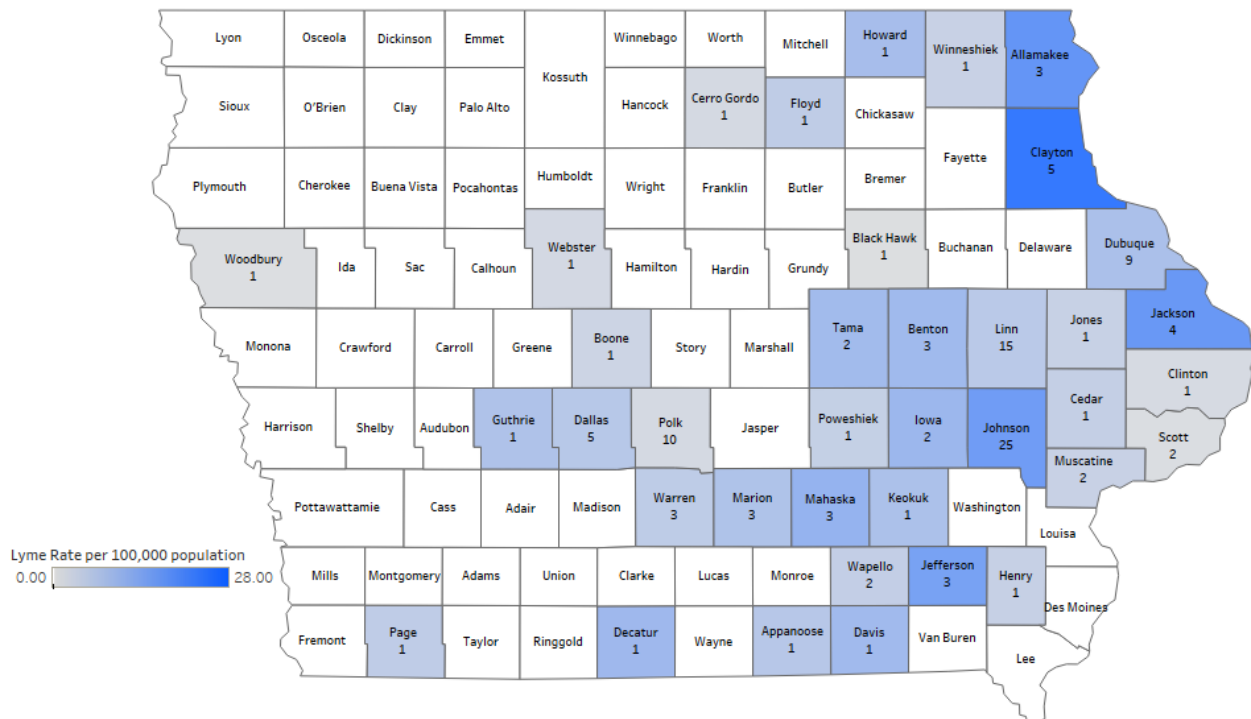 Lyon
Osceola
Dickinson
Emmet
Kossuth
Winnebago
Worth
Mitchell
Howard
1
Winneshiek
1
Allamakee
3
Sioux
O'Brien
Clay
Palo Alto
Hancock
Cerro Gordo
1
Floyd
1
Chickasaw
Fayette
Clayton
5
Plymouth
Cherokee
Buena Vista
Pocahontas
Humboldt
Wright
Franklin
Butler
Bremer
Woodbury
1
Ida
Sac
Calhoun
Webster
1
Hamilton
Hardin
Grundy
Black Hawk
1
Buchanan
Delaware
Dubuque
9
Monona
Crawford
Carroll
Greene
Boone
1
Story
Marshall
Tama
2
Benton
3
Linn
15
Jones
1
Jackson
4
Clinton
1
Harrison
Shelby
Audubon
Guthrie
1
Dallas
5
Polk
10
Jasper
Poweshiek
1
Iowa
2
Johnson
25
Cedar
1
Scott
2
Muscatine
2
Pottawattamie
Cass
Adair
Madison
Warren
3
Marion
3
Mahaska
3
Keokuk
1
Washington
Louisa
Lyme Rate per 100,000 population
0.00 28.00
Mills
Montgomery
Adams
Union
Clarke
Lucas
Monroe
Wapello
2
Jefferson
3
Henry
1
Des Moines
Fremont
Page
1
Taylor
Ringgold
Decatur
1
Wayne
Appanoose
1
Davis
1
Van Buren
Lee